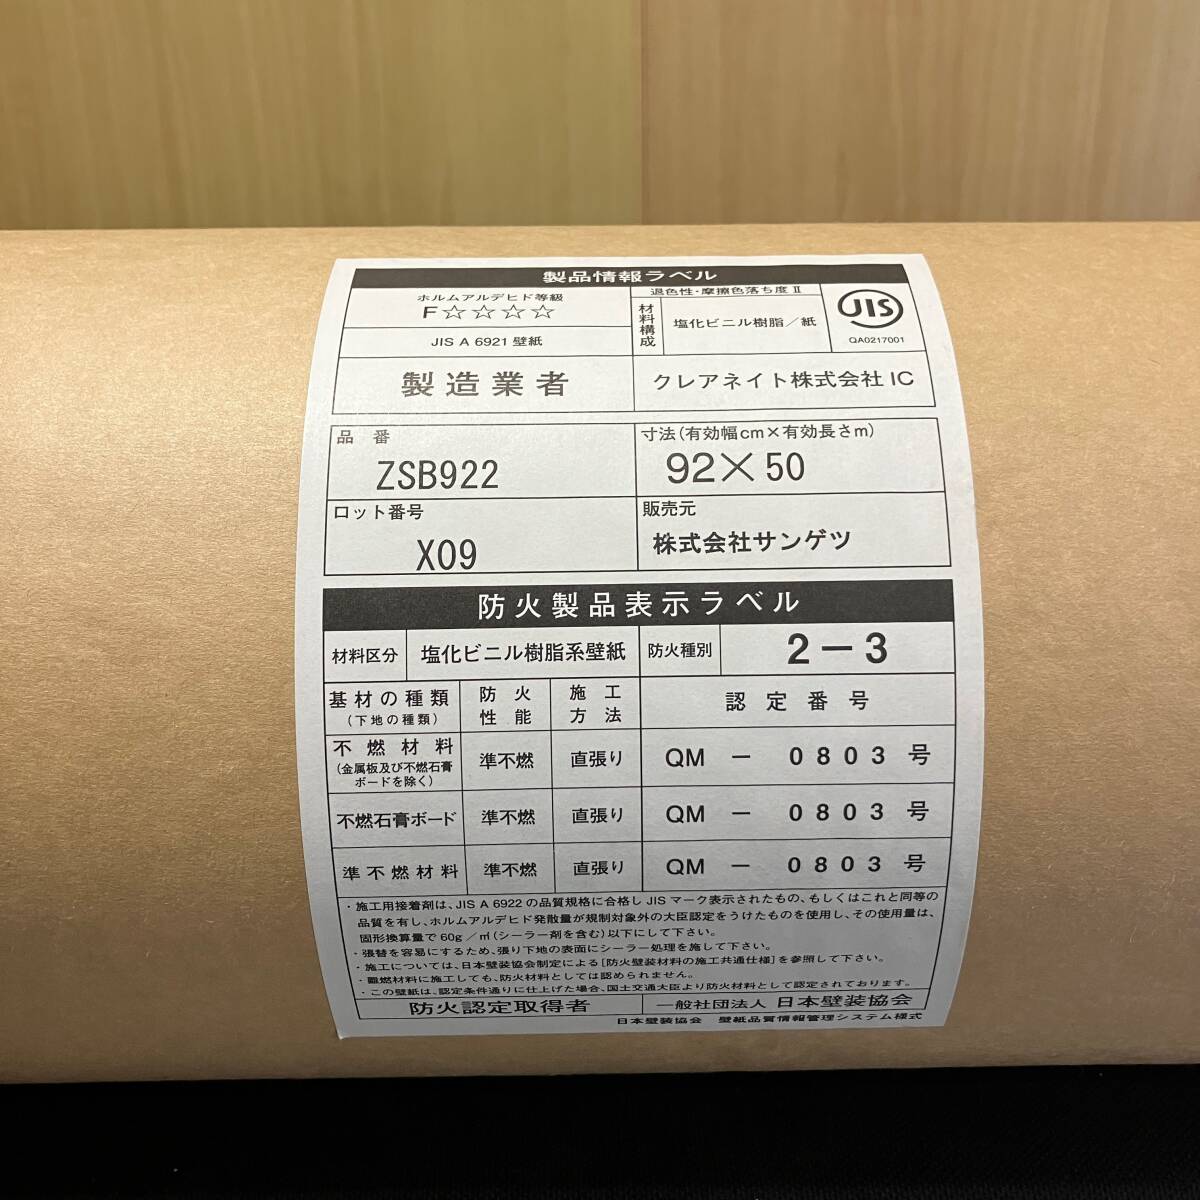 製品情報ラベル
ホルムアルデヒド等級
F☆☆☆☆
JIS A 6921 壁紙
退色性・摩擦色落ち度 II
材料構成
塩化ビニル樹脂／紙
JIS
QA0217001
製造業者
クレアネイト株式会社 IC
品番
ZSB922
寸法(有効幅cm×有効長さm)
92×50
ロット番号
X09
販売元
株式会社サンゲツ
防火製品表示ラベル
材料区分
塩化ビニル樹脂系壁紙
防火種別
2－3
基材の種類
(下地の種類)
防火性能
施工方法
認定番号
不燃材料
(金属板及び不燃石膏
ボードを除く)
準不燃
直張り
QM － 0803号
不燃石膏ボード
準不燃
直張り
QM － 0803号
準不燃材料
準不燃
直張り
QM － 0803号
・施工用接着剤は、JIS A 6922 の品質規格に合格し JIS マーク表示されたもの、もしくはこれと同等の
品質を有し、ホルムアルデヒド発散量が規制対象外の大臣認定をうけたものを使用し、その使用量は、
固形換算量で 60g／㎡(シーラー剤を含む)以下にして下さい。
・張替を容易にするため、張り下地の表面にシーラー処理を施して下さい。
・施工については、日本壁装協会制定による[防火壁装材料の施工共通仕様]を参照して下さい。
・難燃材料に施工しても、防火材料としては認められません。
・この壁紙は、認定条件通りに仕上げた場合、国土交通大臣より防火材料として認定されております。
防火認定取得者
一般社団法人 日本壁装協会
日本壁装協会 壁紙品質情報管理システム様式